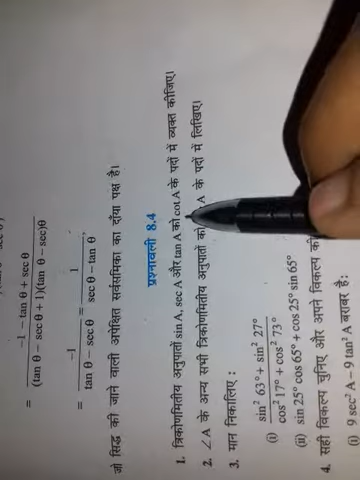 = -1 - tan θ + sec θ / (tan θ - sec θ + 1)(tan θ - sec)θ
= -1 / tan θ - sec θ = 1 / sec θ - tan θ,
जो सिद्ध की जाने वाली अपेक्षित सर्वसमिका का दाँया पक्ष है।
प्रश्नावली 8.4
1. त्रिकोणमितीय अनुपातों sin A, sec A और tan A को cot A के पदों में व्यक्त कीजिए।
2. ∠A के अन्य सभी त्रिकोणमितीय अनुपातों को A के पदों में लिखिए।
3. मान निकालिए :
(i) sin² 63° + sin² 27° / cos² 17° + cos² 73°
(ii) sin 25° cos 65° + cos 25° sin 65°
4. सही विकल्प चुनिए और अपने विकल्प की
(i) 9 sec² A - 9 tan² A बराबर है: